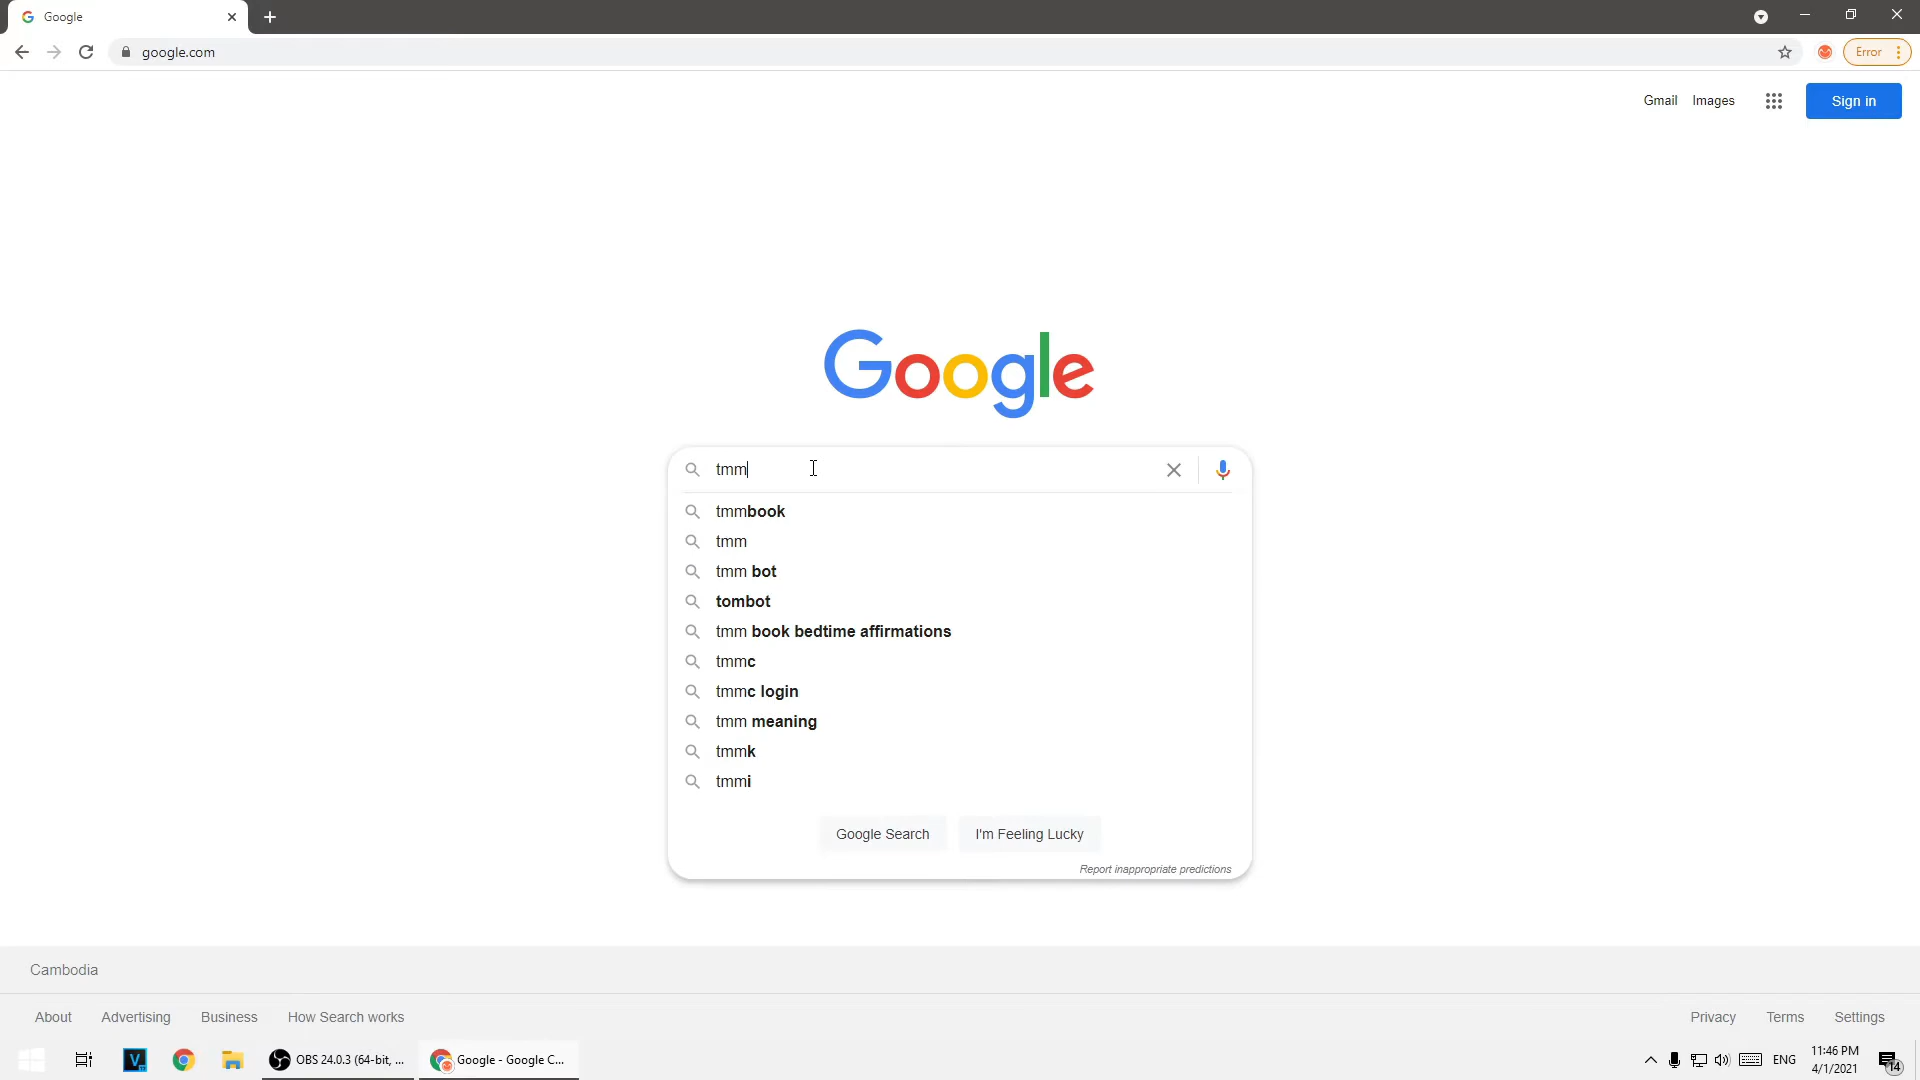 Google
google.com
Error
Gmail Images
Sign in
Google
tmm
tmmbook
tmm
tmm bot
tombot
tmm book bedtime affirmations
tmmc
tmmc login
tmm meaning
tmmk
tmmi
Google Search
I'm Feeling Lucky
Report inappropriate predictions
Cambodia
About Advertising Business How Search works
Privacy Terms Settings
OBS 24.0.3 (64-bit, ...
Google - Google C...
ENG
11:46 PM
4/1/2021
14